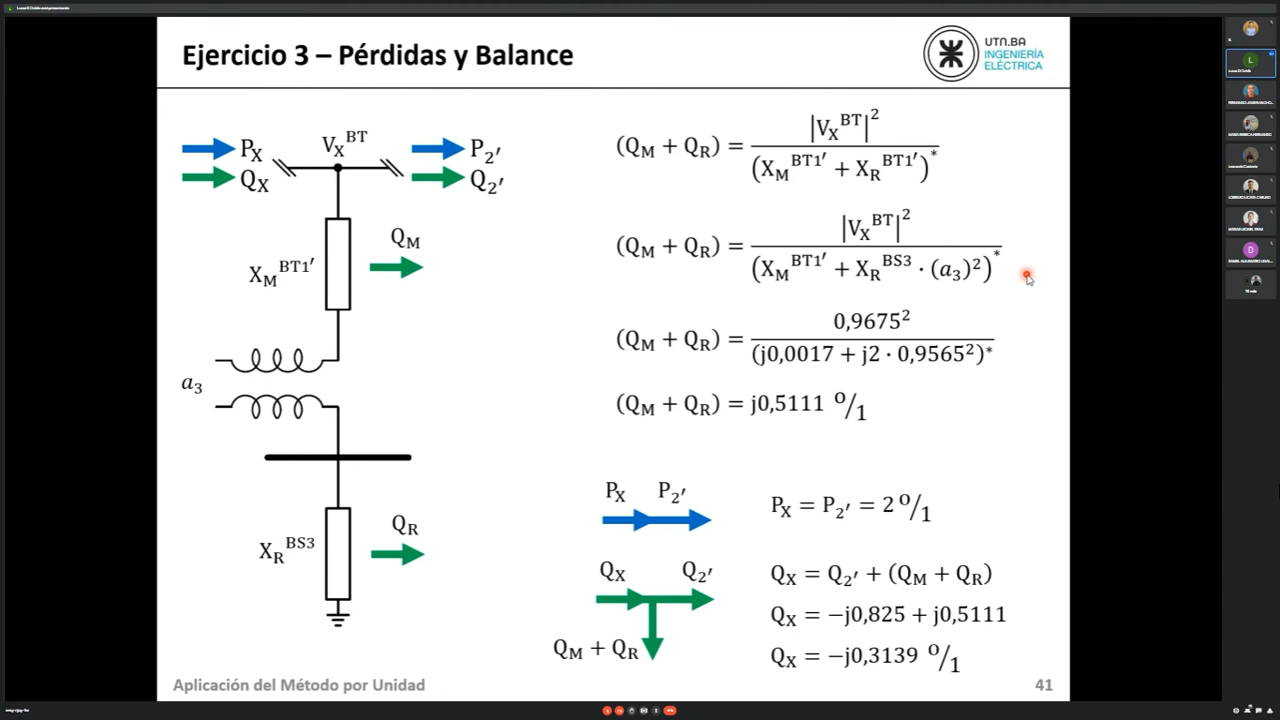 Ejercicio 3 – Pérdidas y Balance
UTN.BA
INGENIERÍA
ELÉCTRICA
P_X
V_X^BT
P_2′
Q_X
Q_2′
Q_M
X_M^BT1′
a_3
Q_R
X_R^BS3
(Q_M + Q_R) = |V_X^BT|^2 / (X_M^BT1′ + X_R^BT1′)^*
(Q_M + Q_R) = |V_X^BT|^2 / (X_M^BT1′ + X_R^BS3 · (a_3)^2)^*
(Q_M + Q_R) = 0,9675^2 / (j0,0017 + j2 · 0,9565^2)^*
(Q_M + Q_R) = j0,5111 º/1
P_X P_2′
P_X = P_2′ = 2 º/1
Q_X Q_2′
Q_M + Q_R
Q_X = Q_2′ + (Q_M + Q_R)
Q_X = −j0,825 + j0,5111
Q_X = −j0,3139 º/1
Aplicación del Método por Unidad
41
L
D